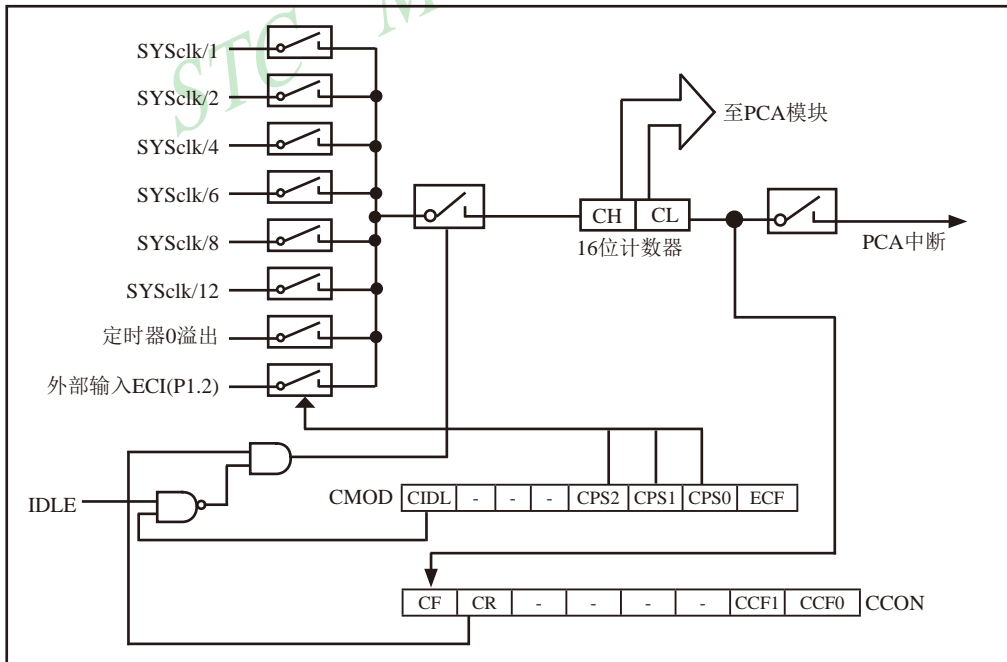 STC M
SYSclk/1
SYSclk/2
SYSclk/4
SYSclk/6
SYSclk/8
SYSclk/12
定时器0溢出
外部输入ECI(P1.2)
至PCA模块
CH CL
16位计数器
PCA中断
IDLE
CMOD CIDL - - - CPS2 CPS1 CPS0 ECF
CF CR - - - - CCF1 CCF0 CCON